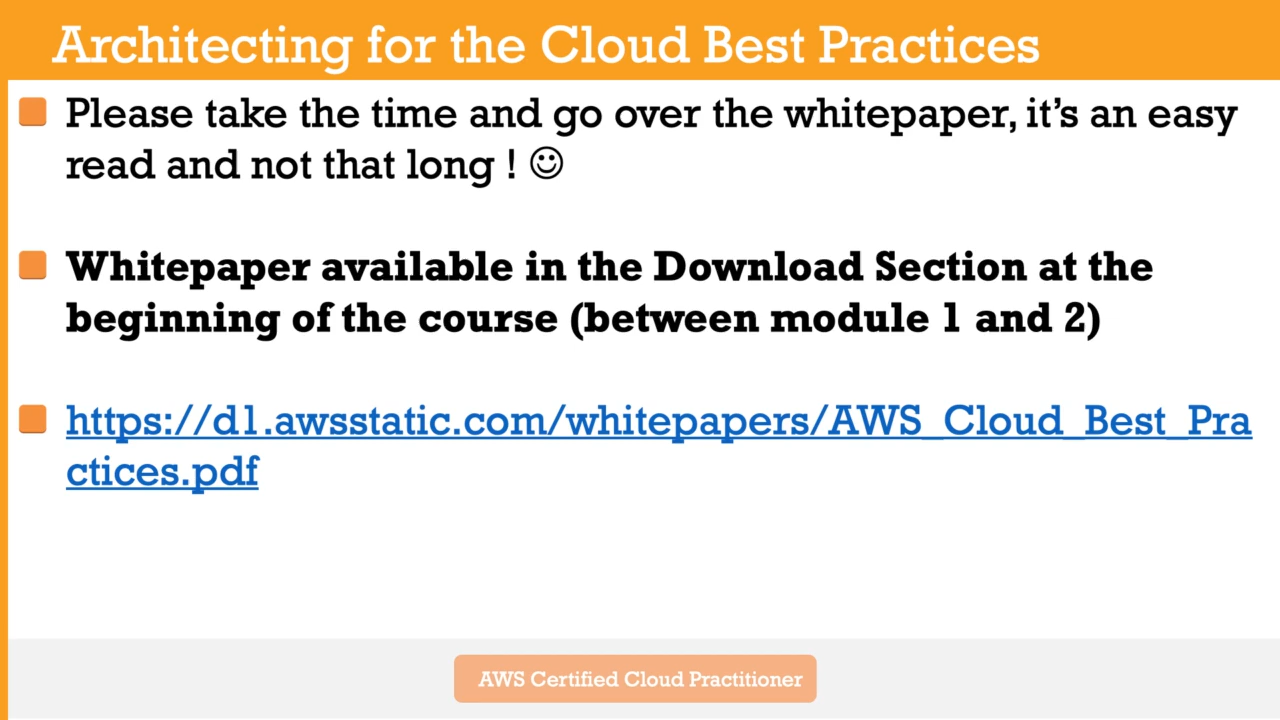 Architecting for the Cloud Best Practices
Please take the time and go over the whitepaper, it’s an easy
read and not that long ! ☺
Whitepaper available in the Download Section at the
beginning of the course (between module 1 and 2)
https://d1.awsstatic.com/whitepapers/AWS_Cloud_Best_Pra
ctices.pdf
AWS Certified Cloud Practitioner